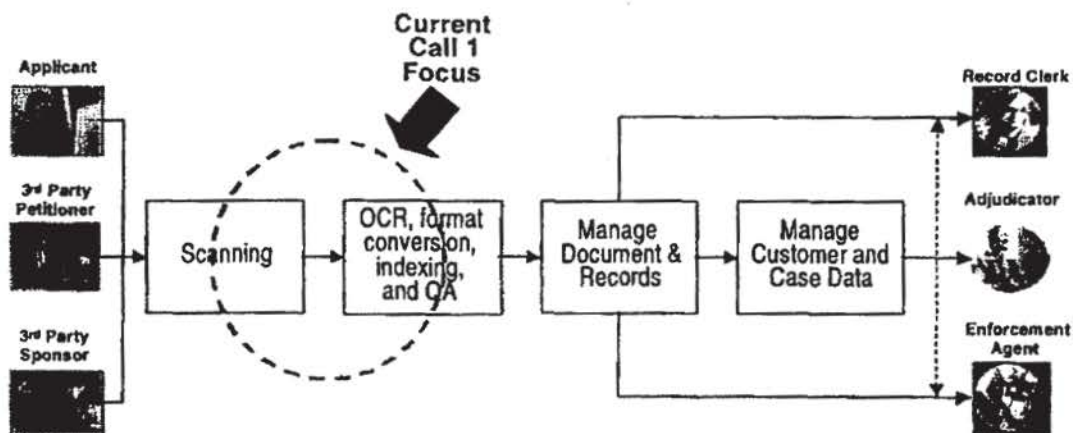 Current
Call 1
Focus
Applicant
3rd Party
Petitioner
3rd Party
Sponsor
Scanning
OCR, format
conversion,
indexing,
and QA
Manage
Document &
Records
Manage
Customer and
Case Data
Record Clerk
Adjudicator
Enforcement
Agent